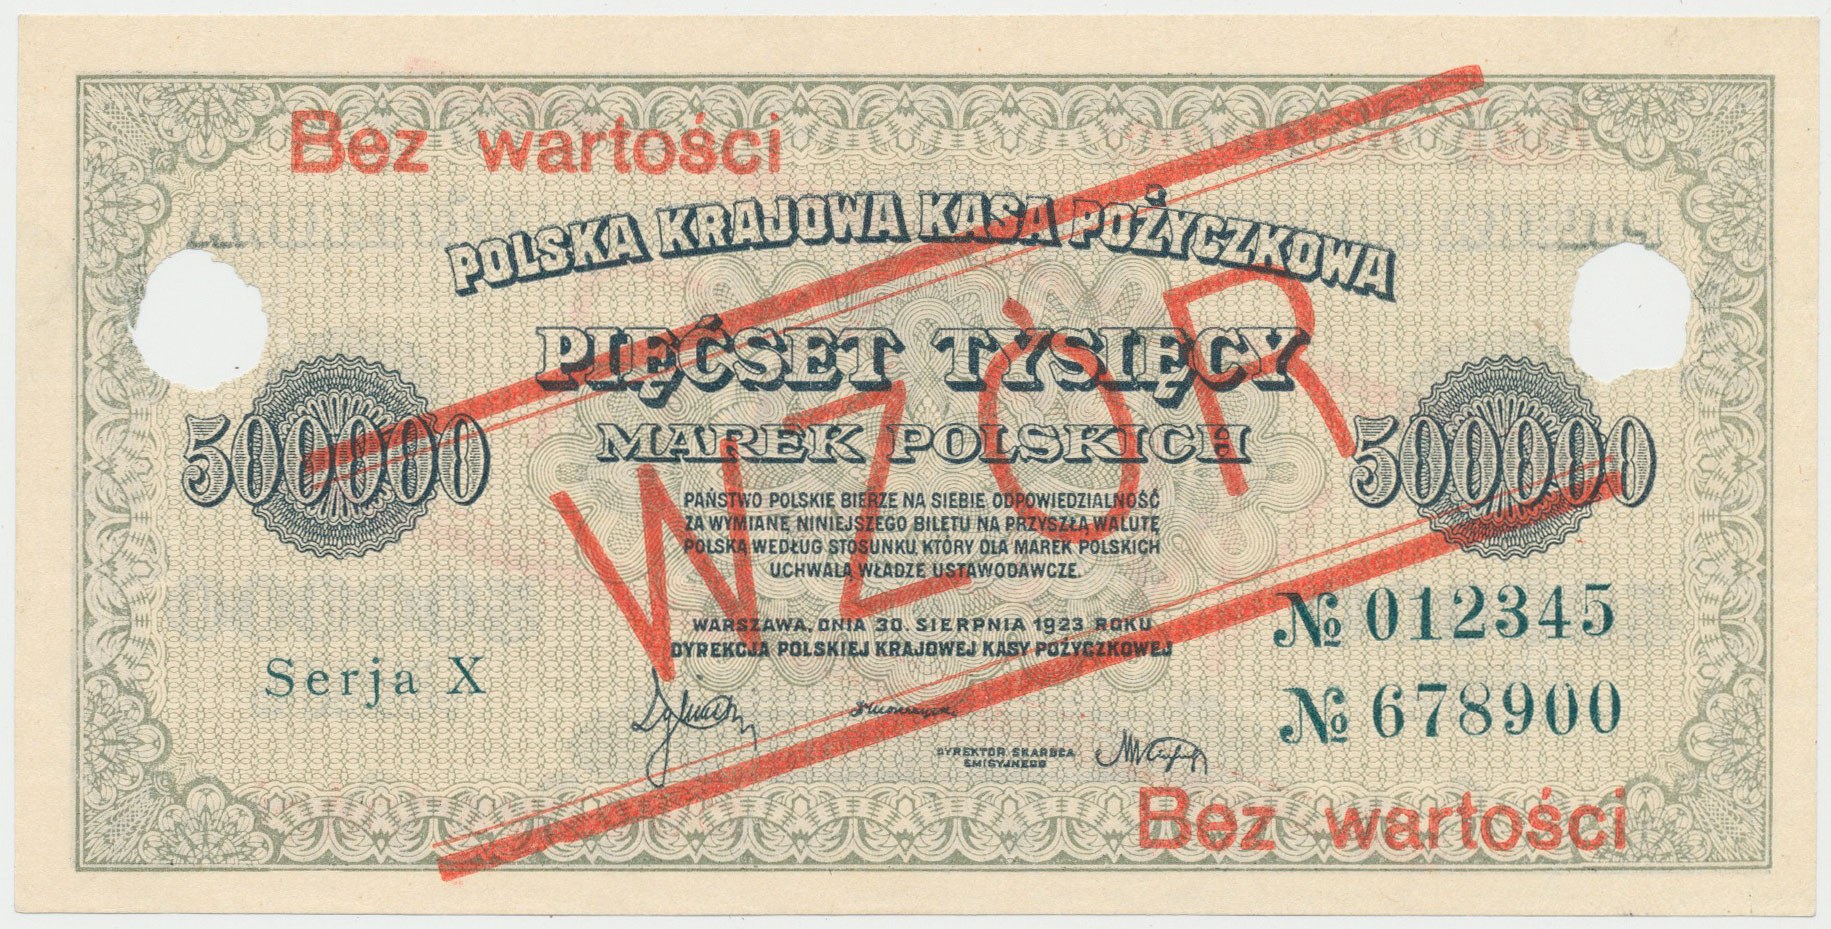 Bez wartości
POLSKA KRAJOWA KASA POŻYCZKOWA
PIĘĆSET TYSIĘCY
MAREK POLSKICH
500000
500000
WZÓR
PAŃSTWO POLSKIE BIERZE NA SIEBIE ODPOWIEDZIALNOŚĆ
ZA WYMIANĘ NINIEJSZEGO BILETU NA PRZYSZŁĄ WALUTĘ
POLSKĄ WEDŁUG STOSUNKU, KTÓRY DLA MAREK POLSKICH
UCHWALĄ WŁADZE USTAWODAWCZE.
WARSZAWA, DNIA 30. SIERPNIA 1923 ROKU
DYREKCJA POLSKIEJ KRAJOWEJ KASY POŻYCZKOWEJ
№ 012345
Serja X
№ 678900
DYREKTOR SKARBCA
EMISYJNEGO
Bez wartości